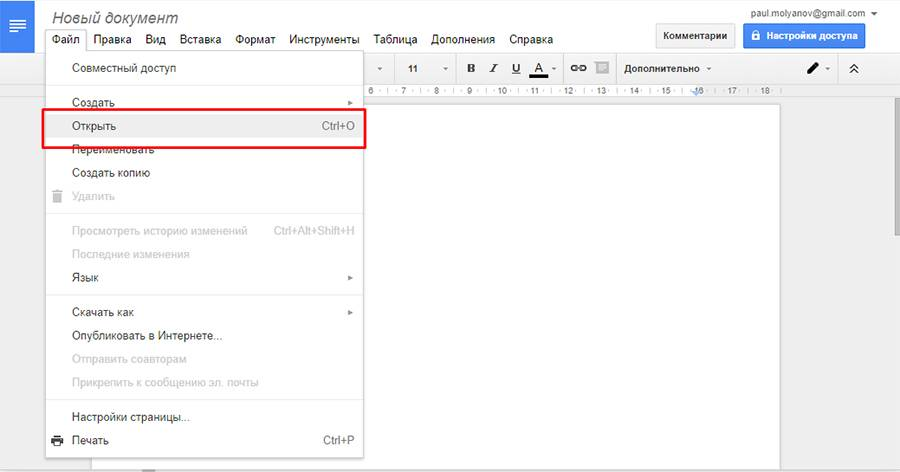 Новый документ
paul.molyanov@gmail.com
Файл Правка Вид Вставка Формат Инструменты Таблица Дополнения Справка
Комментарии Настройки доступа
11 B I U A Дополнительно
6 7 8 9 10 11 12 13 14 15 16 17 18
Совместный доступ
Создать
Открыть Ctrl+O
Переименовать
Создать копию
Удалить
Просмотреть историю изменений Ctrl+Alt+Shift+H
Последние изменения
Язык
Скачать как
Опубликовать в Интернете...
Отправить соавторам
Прикрепить к сообщению эл. почты
Настройки страницы...
Печать Ctrl+P